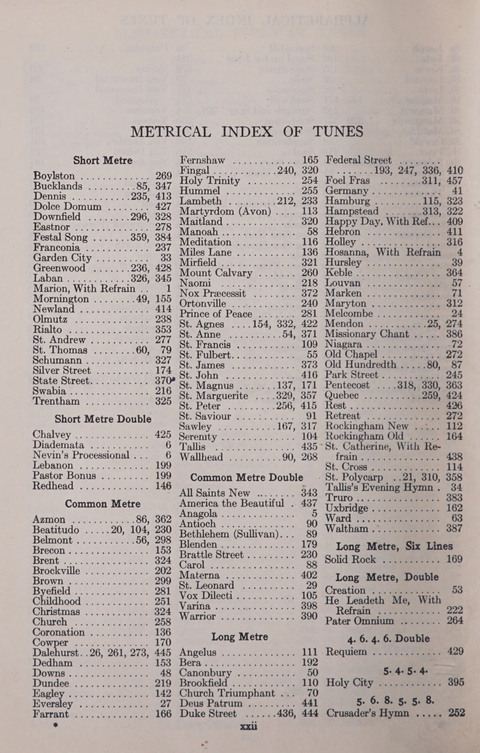 METRICAL INDEX OF TUNES
Short Metre
Boylston ............ 269
Bucklands .........85, 347
Dennis ..........235, 413
Dolce Domum ....... 427
Downfield .......296, 328
Eastnor ............. 278
Festal Song ......359, 384
Franconia ........... 237
Garden City ......... 33
Greenwood .......236, 428
Laban ...........326, 345
Marion, With Refrain .. 1
Mornington .......49, 155
Newland ............ 414
Olmutz ............. 238
Rialto .............. 353
St. Andrew .......... 277
St. Thomas ........60, 79
Schumann ........... 327
Silver Street ......... 174
State Street.......... 370
Swabia .............. 216
Trentham ........... 325
Short Metre Double
Chalvey ............. 425
Diademata .......... 6
Nevin's Processional ... 6
Lebanon ............ 199
Pastor Bonus ........ 199
Redhead ............ 146
Common Metre
Azmon ...........86, 362
Beatitudo .....20, 104, 230
Belmont ..........56, 298
Brecon .............. 153
Brent ............... 324
Brockville ........... 202
Brown .............. 299
Byefield ............. 281
Childhood ........... 251
Christmas ........... 324
Church ............. 258
Coronation .......... 136
Cowper ............. 170
Dalehurst..26, 261, 273, 445
Dedham ............ 153
Downs .............. 48
Dundee ............. 219
Eagley .............. 142
Eversley ............ 27
Farrant ............. 166
Fernshaw ........... 165
Fingal ...........240, 320
Holy Trinity ........ 254
Hummel ............ 255
Lambeth .........212, 233
Martyrdom (Avon) .... 113
Maitland ............ 320
Manoah ............. 58
Meditation .......... 116
Miles Lane .......... 136
Mirfield ............. 321
Mount Calvary ...... 260
Naomi .............. 218
Nox Præcessit ....... 372
Ortonville ........... 240
Prince of Peace ...... 281
St. Agnes ....154, 332, 422
St. Anne .........54, 371
St. Francis .......... 109
St. Fulbert........... 55
St. James ........... 373
St. John ............ 416
St. Magnus ......137, 171
St. Marguerite ....329, 357
St. Peter .........256, 415
St. Saviour .......... 91
Sawley ..........167, 317
Serenity ............ 104
Tallis ............... 435
Wallhead .........90, 268
Common Metre Double
All Saints New ....... 343
America the Beautiful . 437
Anagola ............. 5
Antioch ............. 90
Bethlehem (Sullivan)... 89
Blenden ............. 179
Brattle Street ........ 230
Carol ............... 88
Materna ............ 402
St. Leonard ......... 29
Vox Dilecti .......... 105
Varina .............. 398
Warrior ............. 390
Long Metre
Angelus ............. 111
Bera ................ 192
Canonbury .......... 50
Brookfield ........... 110
Church Triumphant ... 70
Deus Patrum ........ 441
Duke Street ......436, 444
Federal Street ........
.......193, 247, 336, 410
Foel Fras ........311, 457
Germany ............ 41
Hamburg ........115, 323
Hampstead ......313, 322
Happy Day, With Ref... 409
Hebron ............. 411
Holley .............. 316
Hosanna, With Refrain 4
Hursley ............. 39
Keble ............... 364
Louvan ............. 57
Marken ............. 71
Maryton ............ 312
Melcombe ........... 24
Mendon ..........25, 274
Missionary Chant .... 386
Niagara ............. 72
Old Chapel .......... 272
Old Hundredth .....80, 87
Park Street .......... 245
Pentecost ....318, 330, 363
Quebec ..........259, 424
Rest ................ 426
Retreat ............. 272
Rockingham New .... 112
Rockingham Old ..... 164
St. Catherine, With Re-
frain .............. 438
St. Cross ............ 114
St. Polycarp ..21, 310, 358
Tallis's Evening Hymn . 34
Truro ............... 383
Uxbridge ............ 162
Ward ............... 63
Waltham ............ 387
Long Metre, Six Lines
Solid Rock .......... 169
Long Metre, Double
Creation ............ 53
He Leadeth Me, With
Refrain ............ 222
Pater Omnium ....... 264
4. 6. 4. 6. Double
Requiem ............ 429
5. 4. 5. 4.
Holy City ........... 395
5. 6. 8. 5. 5. 8.
Crusader's Hymn ..... 252
xxii